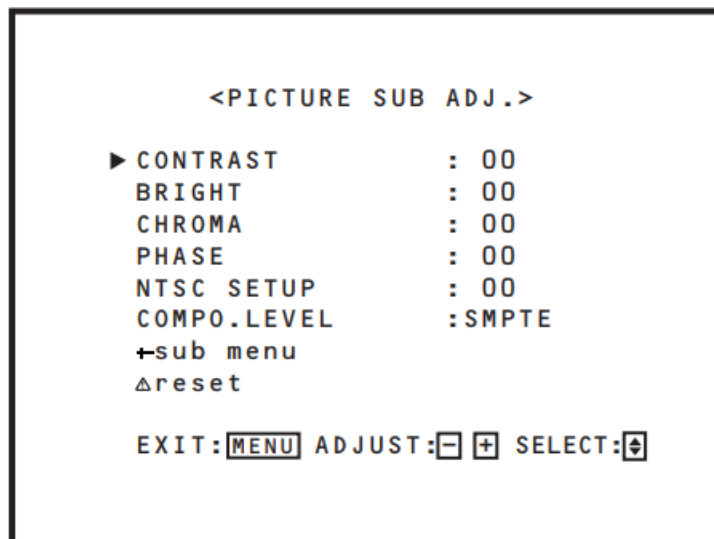 <PICTURE SUB ADJ.>
▶ CONTRAST : 00
BRIGHT : 00
CHROMA : 00
PHASE : 00
NTSC SETUP : 00
COMPO.LEVEL :SMPTE
←sub menu
⚠reset
EXIT:MENU ADJUST:− + SELECT:♦